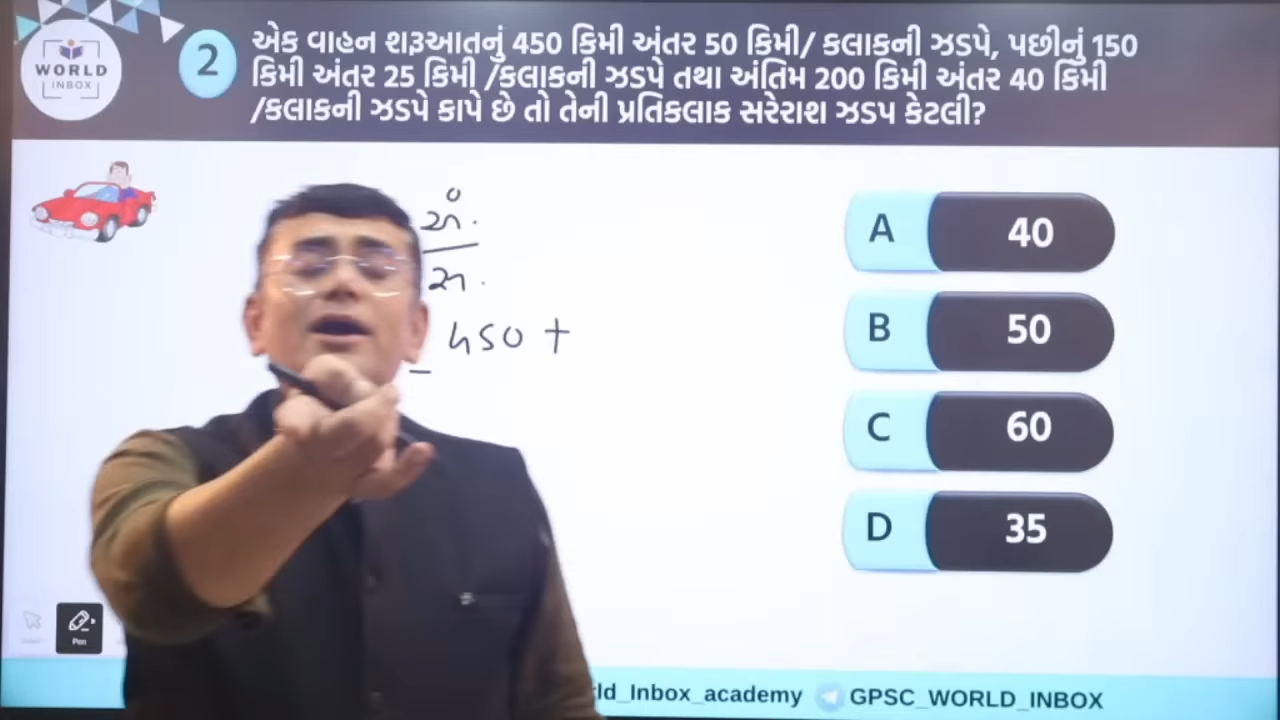 WORLD
INBOX
2
એક વાહન શરૂઆતનું 450 કિમી અંતર 50 કિમી/ કલાકની ઝડપે, પછીનું 150
કિમી અંતર 25 કિમી /કલાકની ઝડપે તથા અંતિમ 200 કિમી અંતર 40 કિમી
/કલાકની ઝડપે કાપે છે તો તેની પ્રતિકલાક સરેરાશ ઝડપ કેટલી?
૪૫૦ +
A 40
B 50
C 60
D 35
Pen
ld_Inbox_academy GPSC_WORLD_INBOX